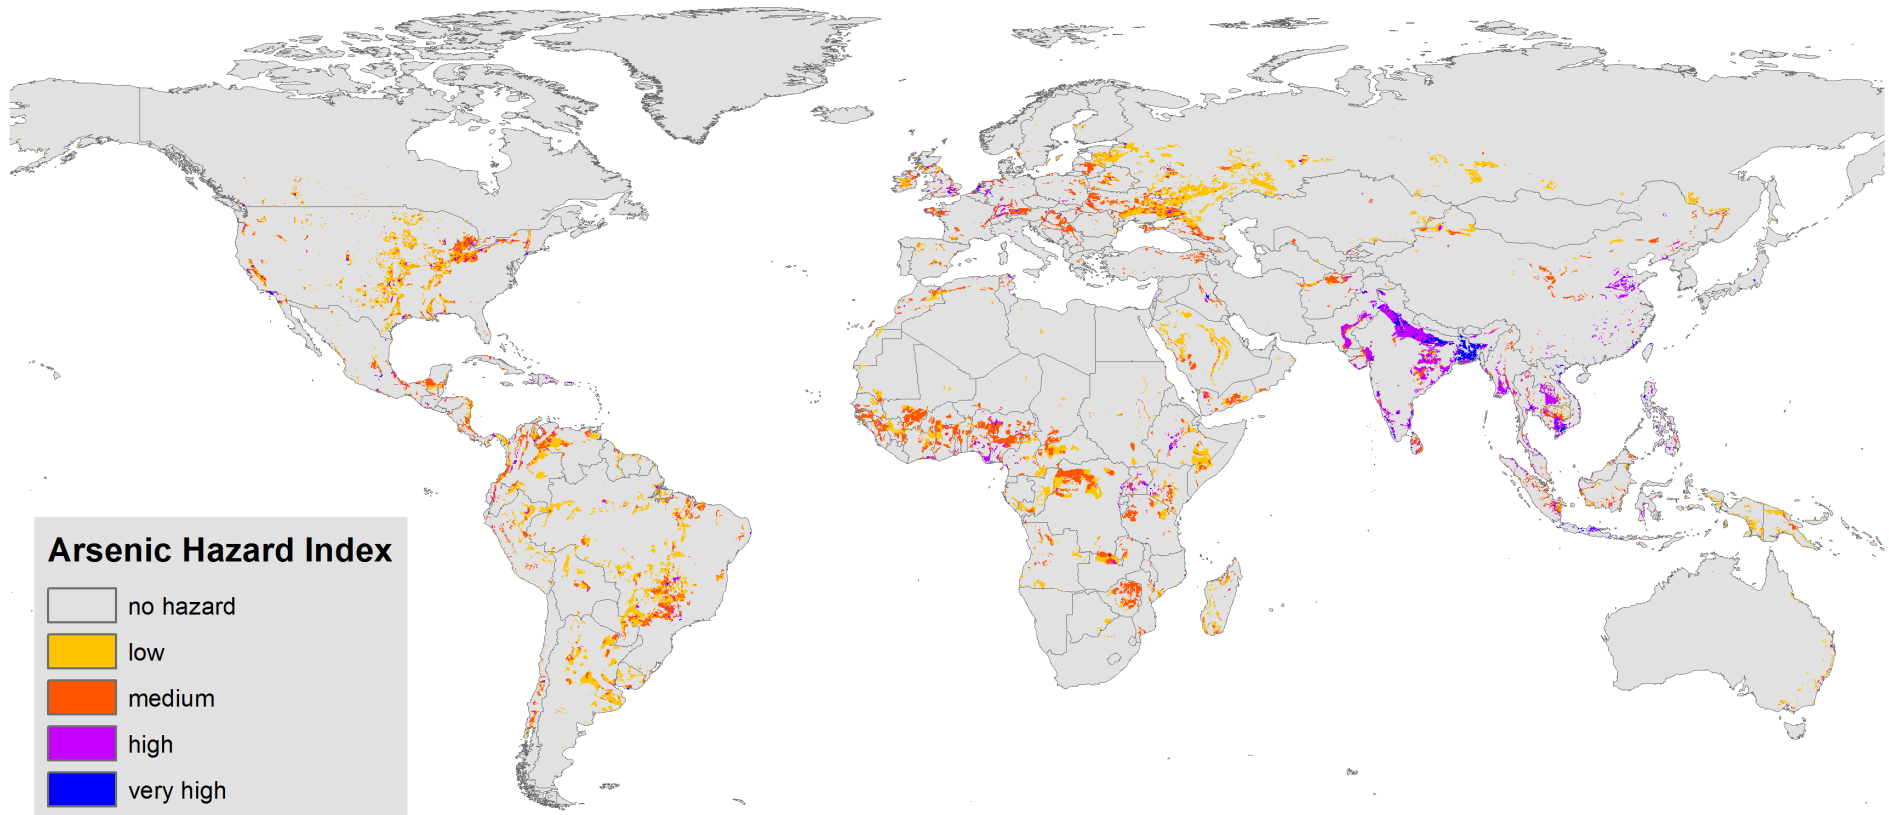 Arsenic Hazard Index
no hazard
low
medium
high
very high